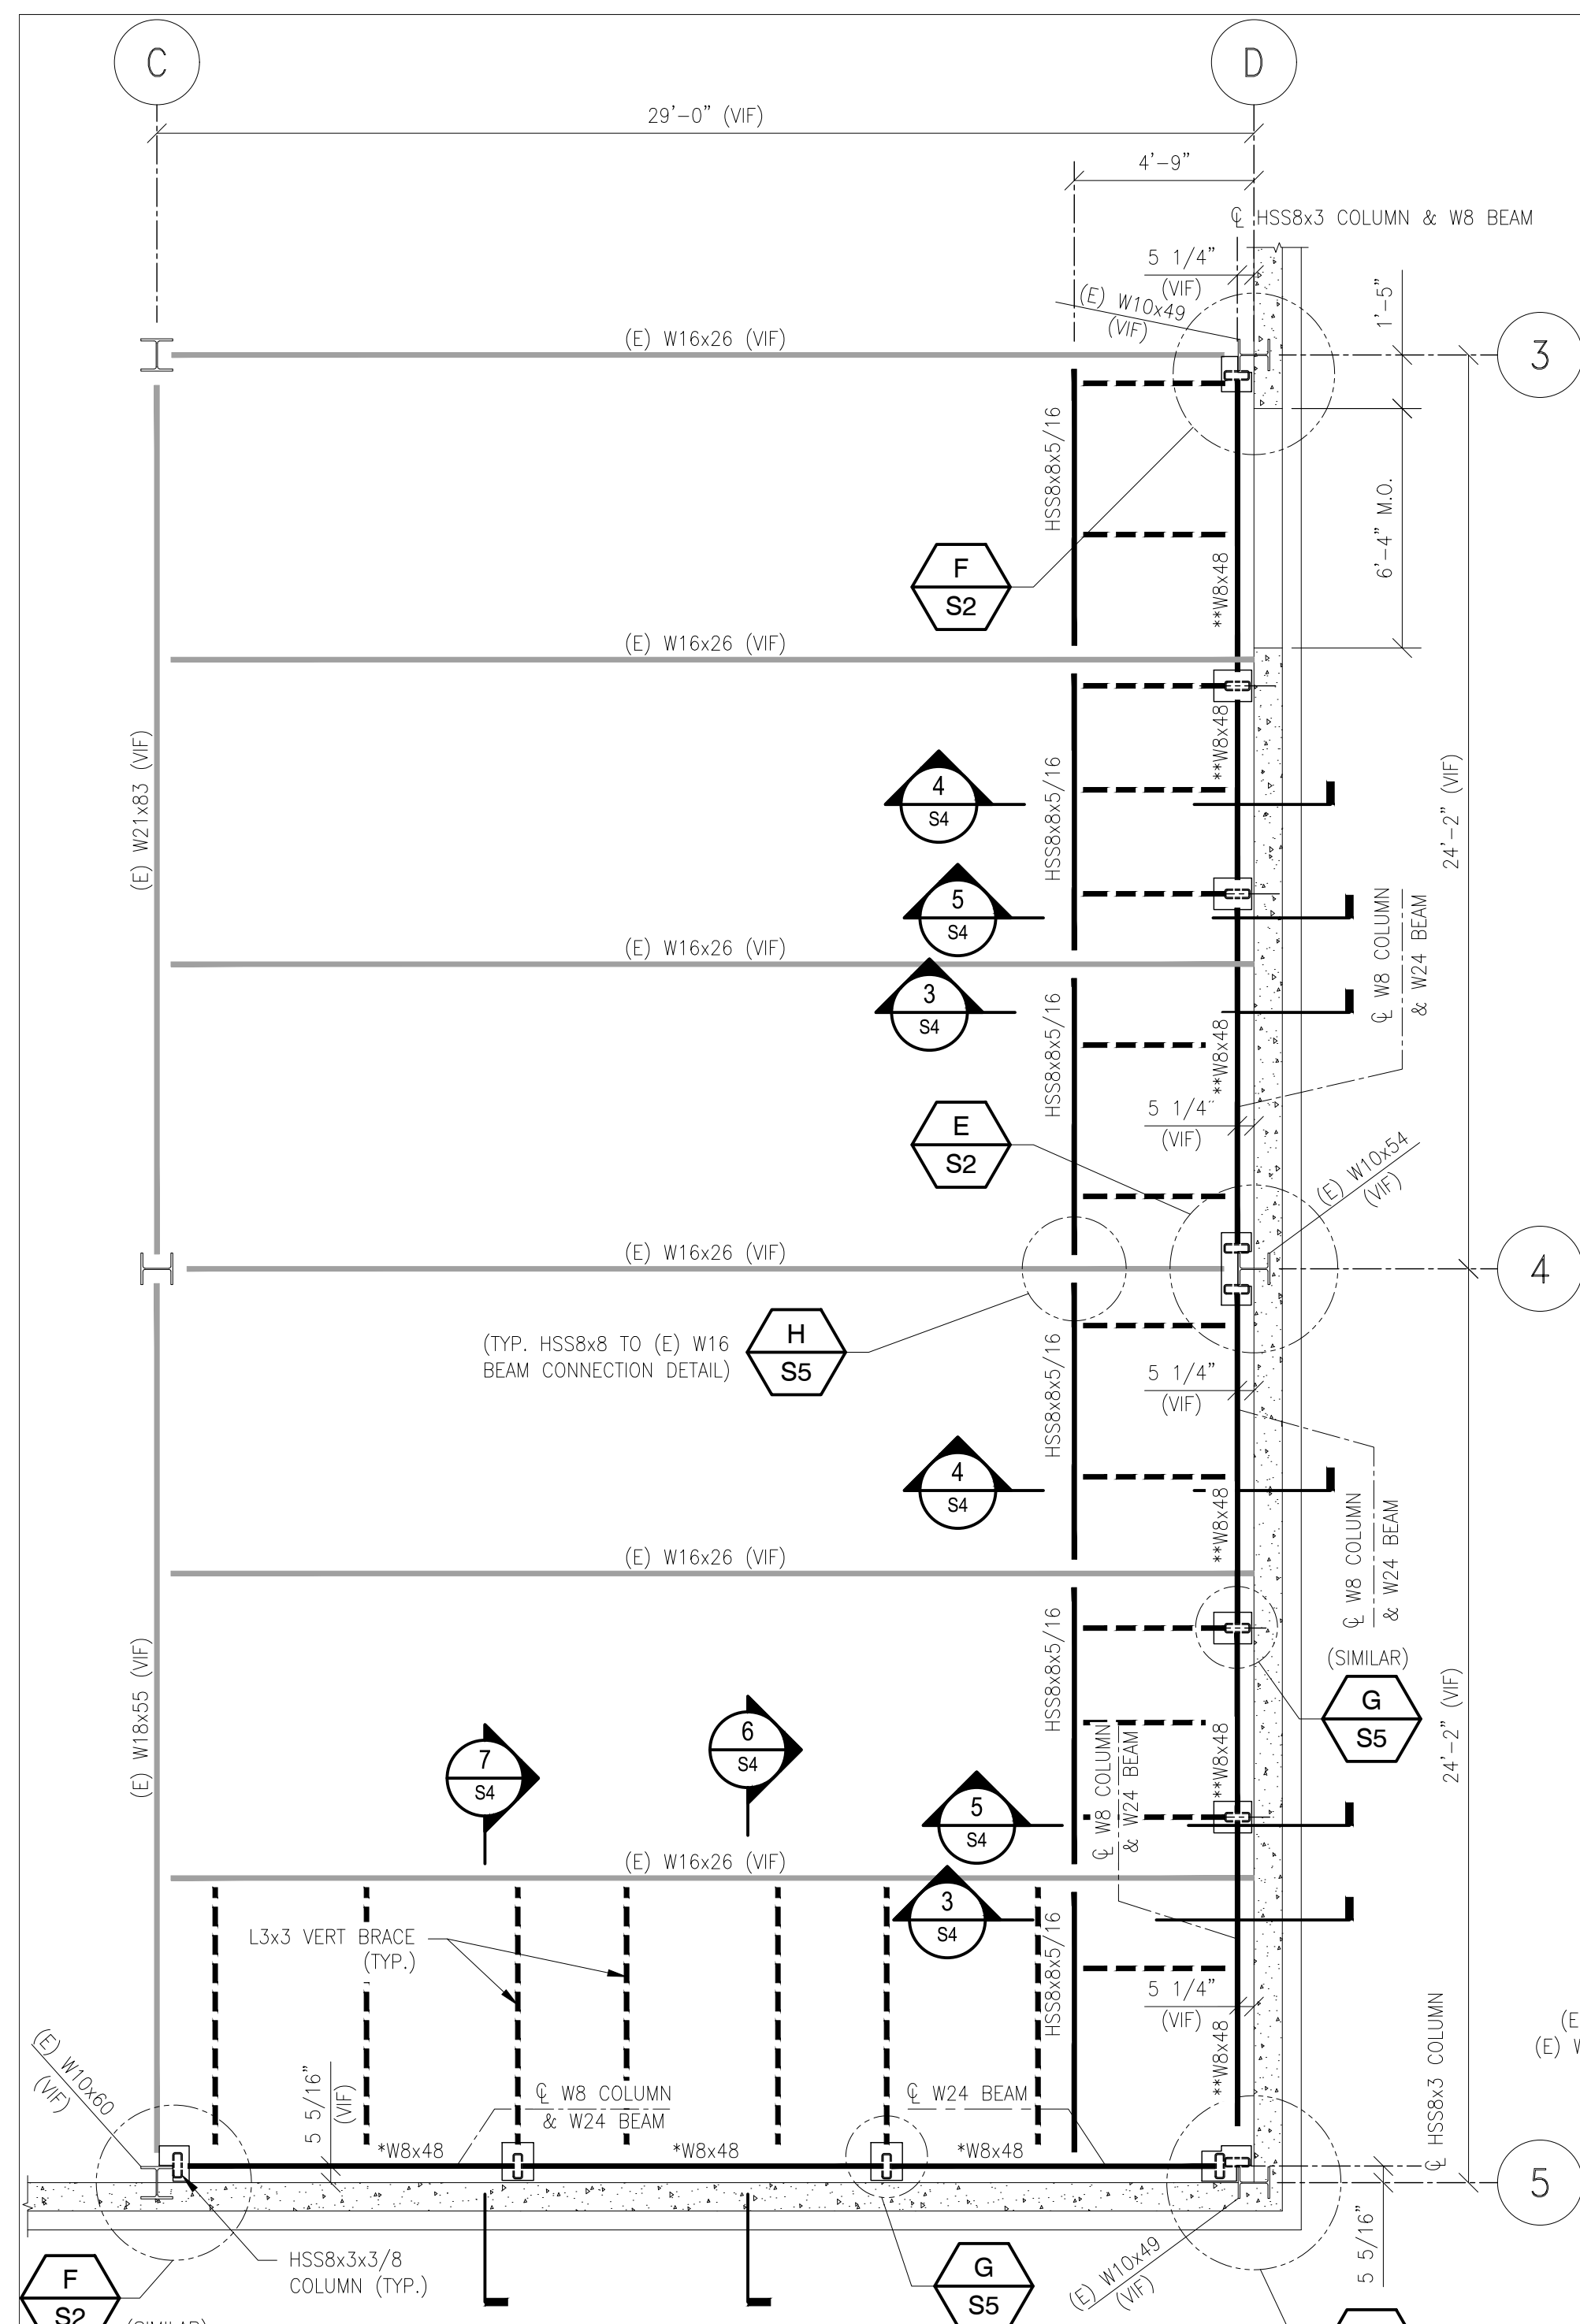 C
D
29'-0" (VIF)
4'-9"
℄ HSS8x3 COLUMN & W8 BEAM
5 1/4"
(VIF)
(E) W10x49
(VIF)
1'-5"
3
(E) W16x26 (VIF)
HSS8x8x5/16
6'-4" M.O.
F
S2
**W8x48
(E) W16x26 (VIF)
(E) W21x83 (VIF)
**W8x48
HSS8x8x5/16
4
S4
24'-2" (VIF)
5
S4
℄ W8 COLUMN
& W24 BEAM
(E) W16x26 (VIF)
3
S4
HSS8x8x5/16
**W8x48
5 1/4"
(VIF)
E
S2
(E) W10x54
(VIF)
(E) W16x26 (VIF)
4
(TYP. HSS8x8 TO (E) W16
BEAM CONNECTION DETAIL)
H
S5
HSS8x8x5/16
5 1/4"
(VIF)
4
S4
**W8x48
℄ W8 COLUMN
& W24 BEAM
(E) W16x26 (VIF)
HSS8x8x5/16
(SIMILAR)
G
S5
(E) W18x55 (VIF)
24'-2" (VIF)
7
S4
6
S4
5
S4
℄ W8 COLUMN
& W24 BEAM
**W8x48
(E) W16x26 (VIF)
3
S4
L3x3 VERT BRACE
(TYP.)
HSS8x8x5/16
5 1/4"
(VIF)
**W8x48
℄ HSS8x3 COLUMN
(E
(E) W
(E) W10x60
(VIF)
5 5/16"
(VIF)
℄ W8 COLUMN
& W24 BEAM
℄ W24 BEAM
*W8x48
*W8x48
*W8x48
5
5 5/16"
HSS8x3x3/8
COLUMN (TYP.)
(E) W10x49
(VIF)
F
S2
(SIMILAR)
G
S5